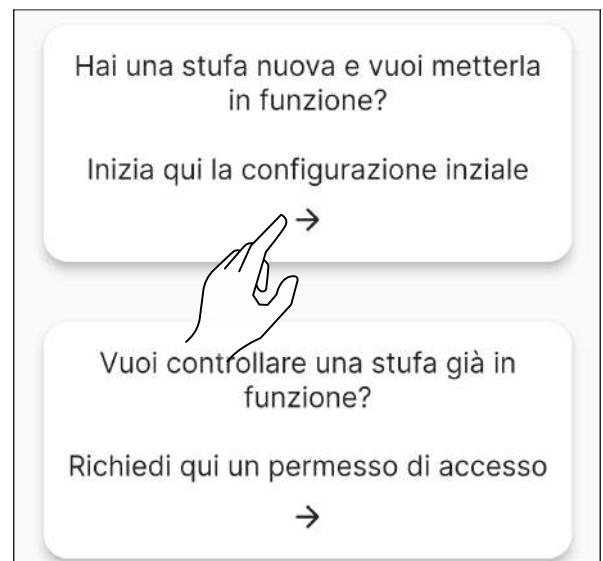 Hai una stufa nuova e vuoi metterla
in funzione?
Inizia qui la configurazione inziale
→
Vuoi controllare una stufa già in
funzione?
Richiedi qui un permesso di accesso
→